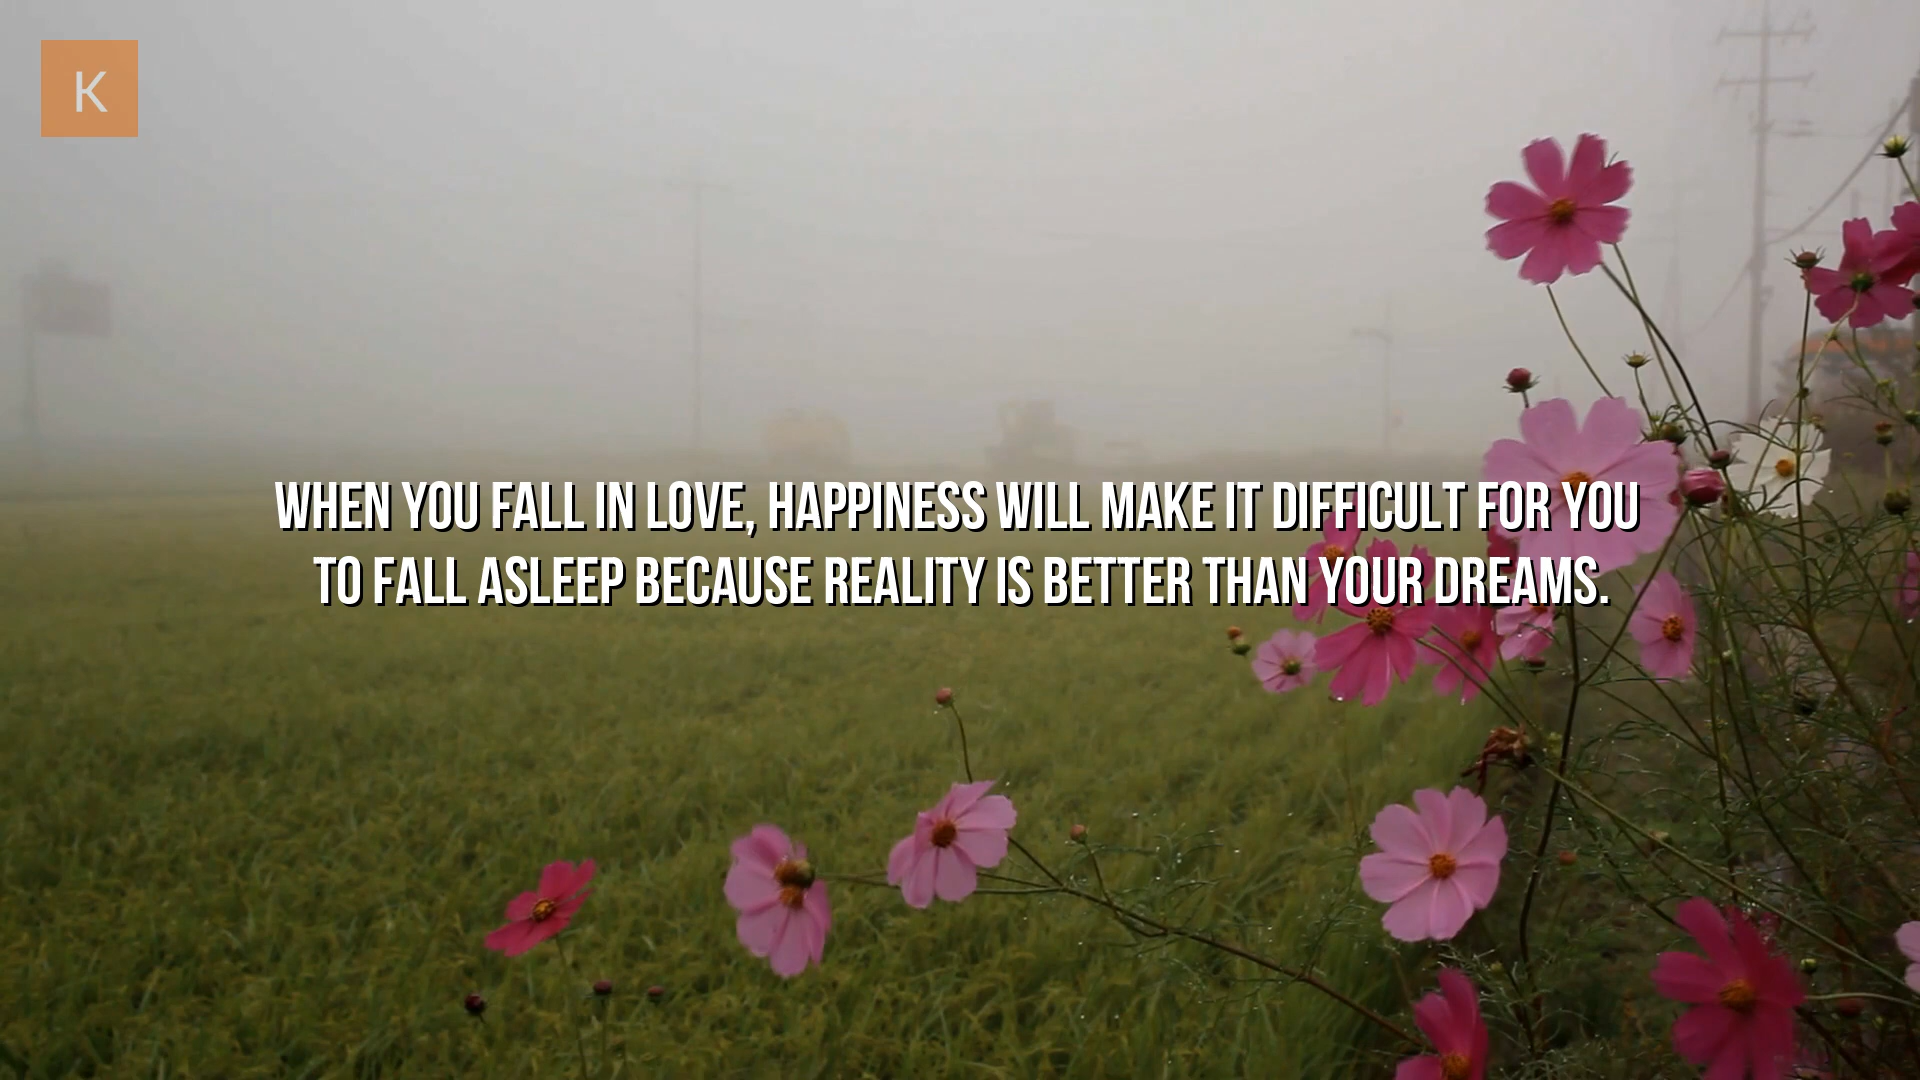 K
WHEN YOU FALL IN LOVE, HAPPINESS WILL MAKE IT DIFFICULT FOR YOU
TO FALL ASLEEP BECAUSE REALITY IS BETTER THAN YOUR DREAMS.